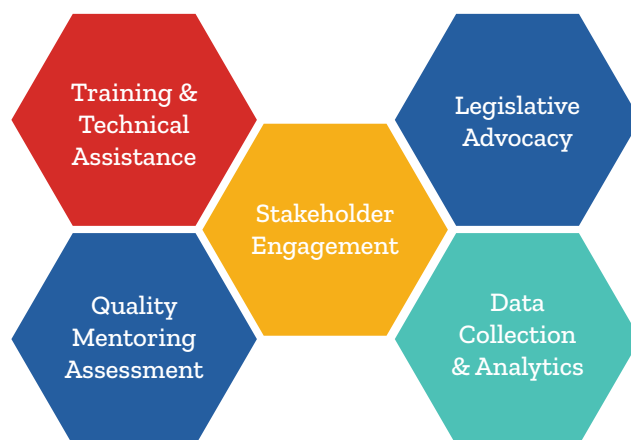 Training &
Technical
Assistance
Legislative
Advocacy
Stakeholder
Engagement
Quality
Mentoring
Assessment
Data
Collection
& Analytics